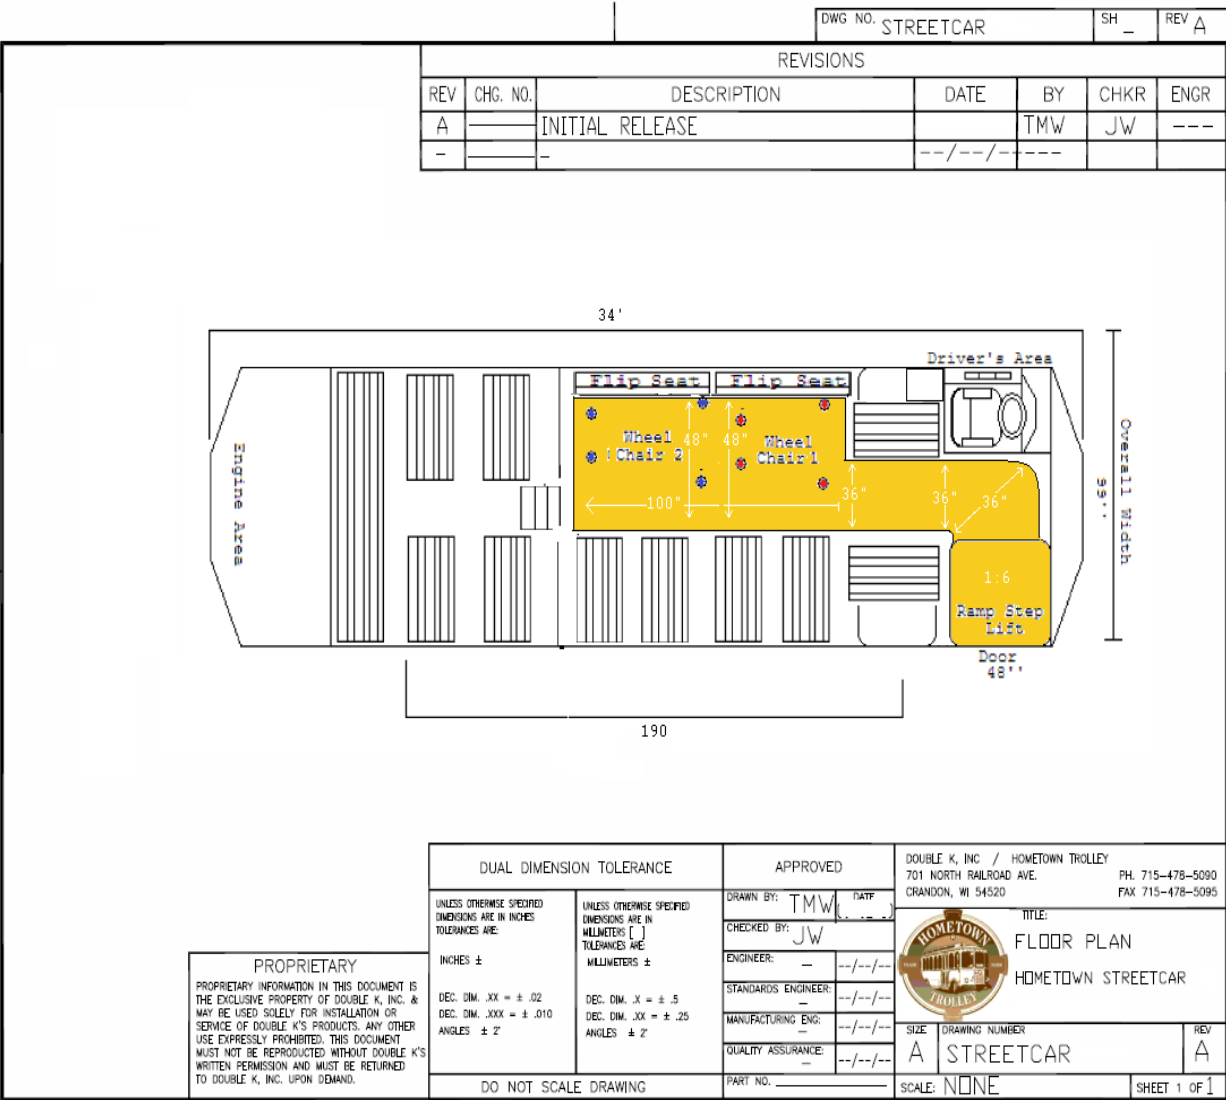 DWG NO. STREETCAR
SH _
REV A
REVISIONS
REV CHG. NO. DESCRIPTION DATE BY CHKR ENGR
A INITIAL RELEASE TMW JW ---
- - --/--/-- ---
34'
Driver's Area
Flip Seat Flip Seat
Wheel Chair 2
48" 48"
Wheel Chair 1
100"
36" 36" 36"
Engine Area
Overall Width
99''
1:6
Ramp Step
Lift
Door
48''
190
DUAL DIMENSION TOLERANCE
UNLESS OTHERWISE SPECIFIED
DIMENSIONS ARE IN INCHES
TOLERANCES ARE:
INCHES ±
DEC. DIM. .XX = ± .02
DEC. DIM. .XXX = ± .010
ANGLES ± 2°
UNLESS OTHERWISE SPECIFIED
DIMENSIONS ARE IN
MILLIMETERS [ ]
TOLERANCES ARE:
MILLIMETERS ±
DEC. DIM. .X = ± .5
DEC. DIM. .XX = ± .25
ANGLES ± 2°
DO NOT SCALE DRAWING
APPROVED
DRAWN BY: TMW DATE
CHECKED BY: JW
ENGINEER: — --/--/--
STANDARDS ENGINEER: — --/--/--
MANUFACTURING ENG: — --/--/--
QUALITY ASSURANCE: — --/--/--
PART NO.
DOUBLE K, INC / HOMETOWN TROLLEY
701 NORTH RAILROAD AVE. PH. 715-478-5090
CRANDON, WI 54520 FAX 715-478-5095
HOMETOWN
TROLLEY
TITLE:
FLOOR PLAN
HOMETOWN STREETCAR
SIZE A
DRAWING NUMBER STREETCAR
REV A
SCALE: NONE
SHEET 1 OF 1
PROPRIETARY
PROPRIETARY INFORMATION IN THIS DOCUMENT IS
THE EXCLUSIVE PROPERTY OF DOUBLE K, INC. &
MAY BE USED SOLELY FOR INSTALLATION OR
SERVICE OF DOUBLE K'S PRODUCTS. ANY OTHER
USE EXPRESSLY PROHIBITED. THIS DOCUMENT
MUST NOT BE REPRODUCED WITHOUT DOUBLE K'S
WRITTEN PERMISSION AND MUST BE RETURNED
TO DOUBLE K, INC. UPON DEMAND.